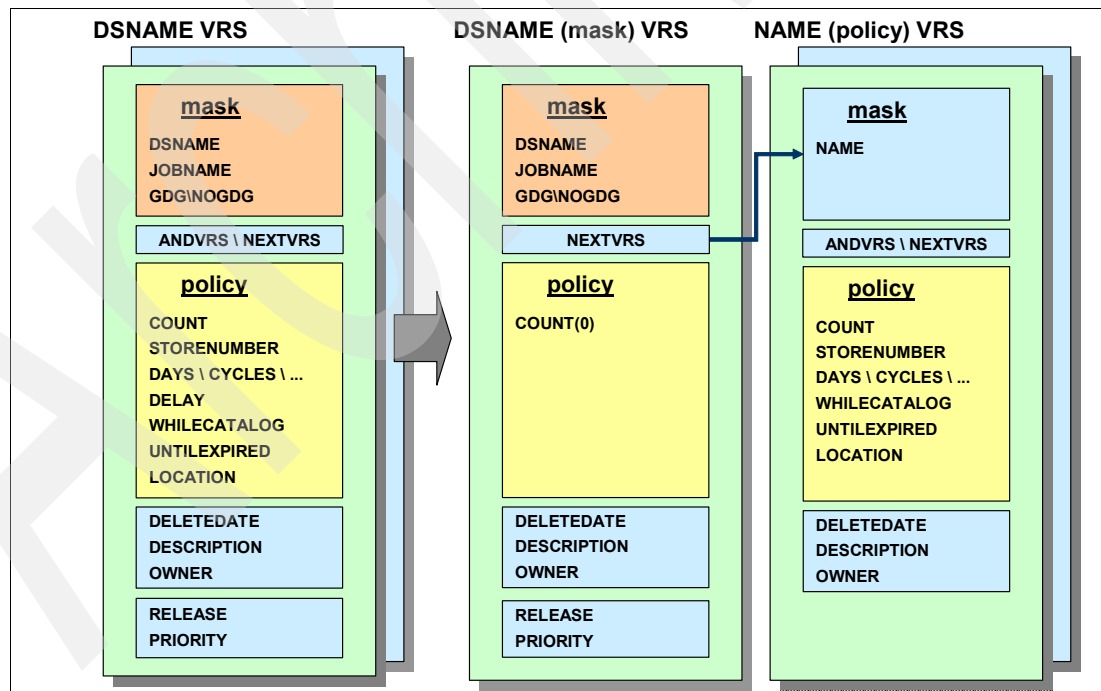 DSNAME VRS
mask
DSNAME
JOBNAME
GDG\NOGDG
ANDVRS \ NEXTVRS
policy
COUNT
STORENUMBER
DAYS \ CYCLES \ ...
DELAY
WHILECATALOG
UNTILEXPIRED
LOCATION
DELETEDATE
DESCRIPTION
OWNER
RELEASE
PRIORITY
DSNAME (mask) VRS
mask
DSNAME
JOBNAME
GDG\NOGDG
NEXTVRS
policy
COUNT(0)
DELETEDATE
DESCRIPTION
OWNER
RELEASE
PRIORITY
NAME (policy) VRS
mask
NAME
ANDVRS \ NEXTVRS
policy
COUNT
STORENUMBER
DAYS \ CYCLES \ ...
WHILECATALOG
UNTILEXPIRED
LOCATION
DELETEDATE
DESCRIPTION
OWNER